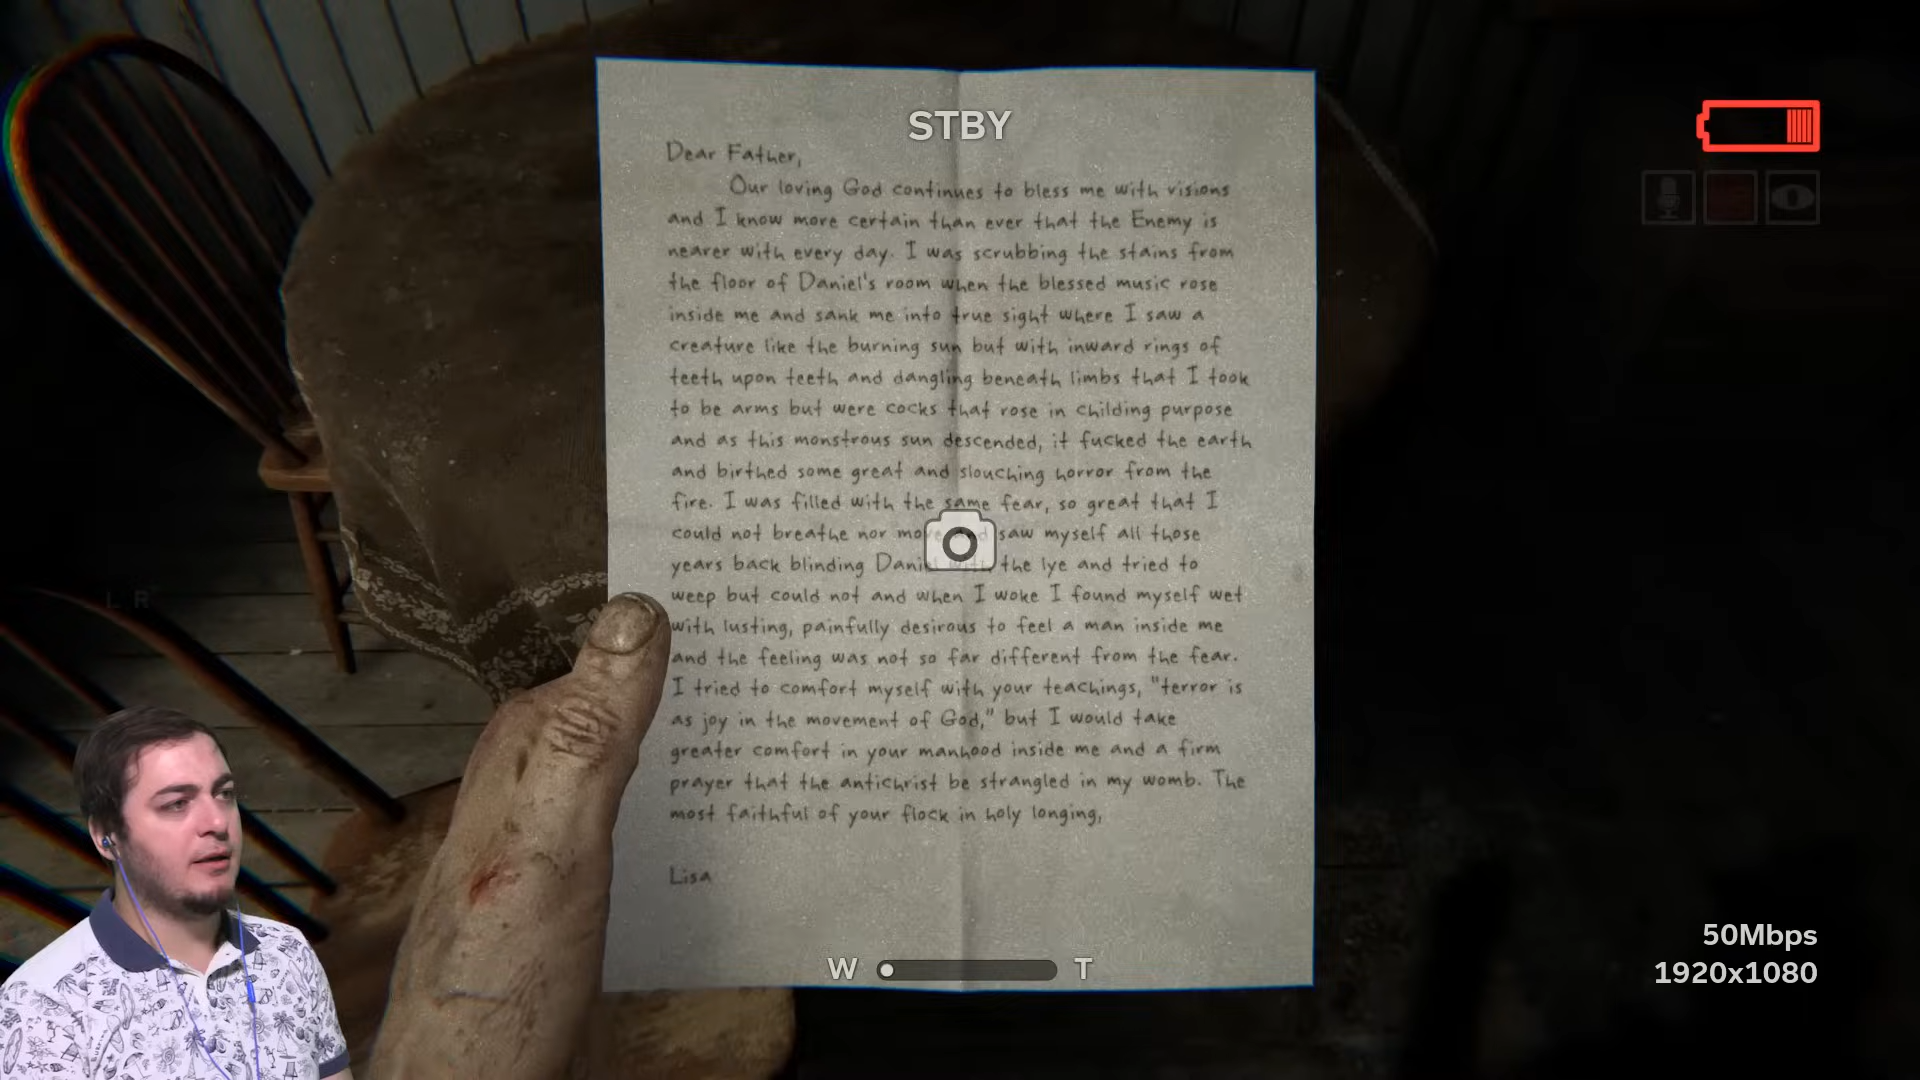 STBY
Dear Father,
Our loving God continues to bless me with visions
and I know more certain than ever that the Enemy is
nearer with every day. I was scrubbing the stains from
the floor of Daniel's room when the blessed music rose
inside me and sank me into true sight where I saw a
creature like the burning sun but with inward rings of
teeth upon teeth and dangling beneath limbs that I took
to be arms but were cocks that rose in childing purpose
and as this monstrous sun descended, it fucked the earth
and birthed some great and slouching horror from the
fire. I was filled with the same fear, so great that I
could not breathe nor saw myself all those
years back blinding the lye and tried to
weep but could not and when I woke I found myself wet
with lusting, painfully desirous to feel a man inside me
and the feeling was not so far different from the fear.
I tried to comfort myself with your teachings, "terror is
as joy in the movement of God," but I would take
greater comfort in your manhood inside me and a firm
prayer that the antichrist be strangled in my womb. The
most faithful of your flock in holy longing,
Lisa
L R
W T
50Mbps
1920x1080